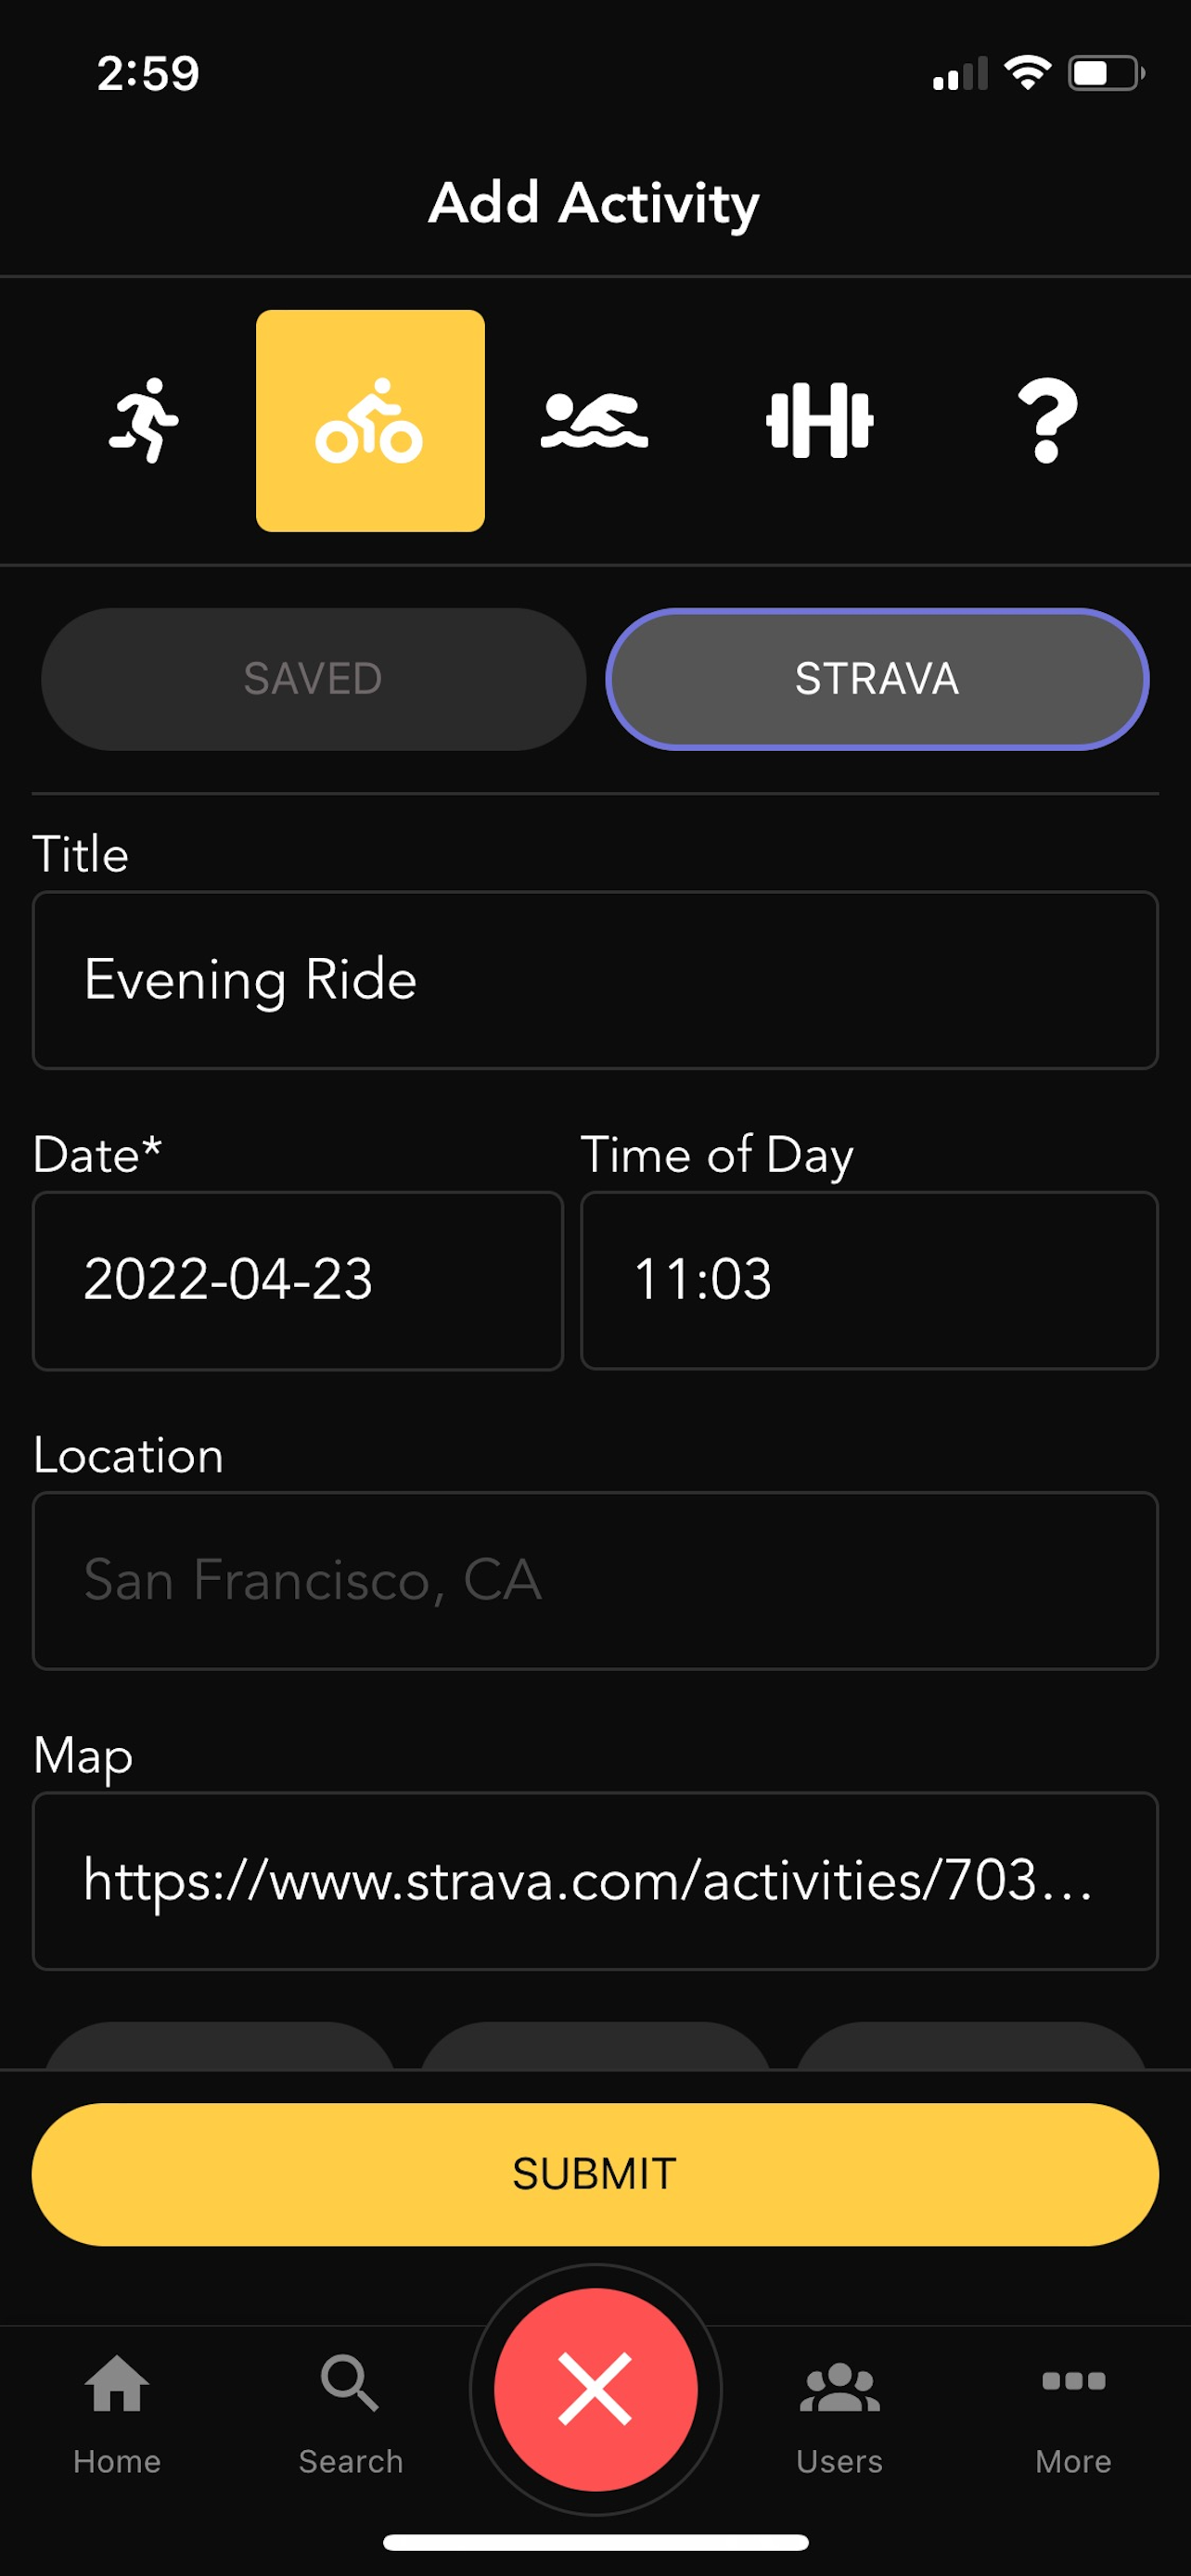 2:59
Add Activity
?
SAVED STRAVA
Title
Evening Ride
Date* Time of Day
2022-04-23 11:03
Location
San Francisco, CA
Map
https://www.strava.com/activities/703...
SUBMIT
Home Search Users More